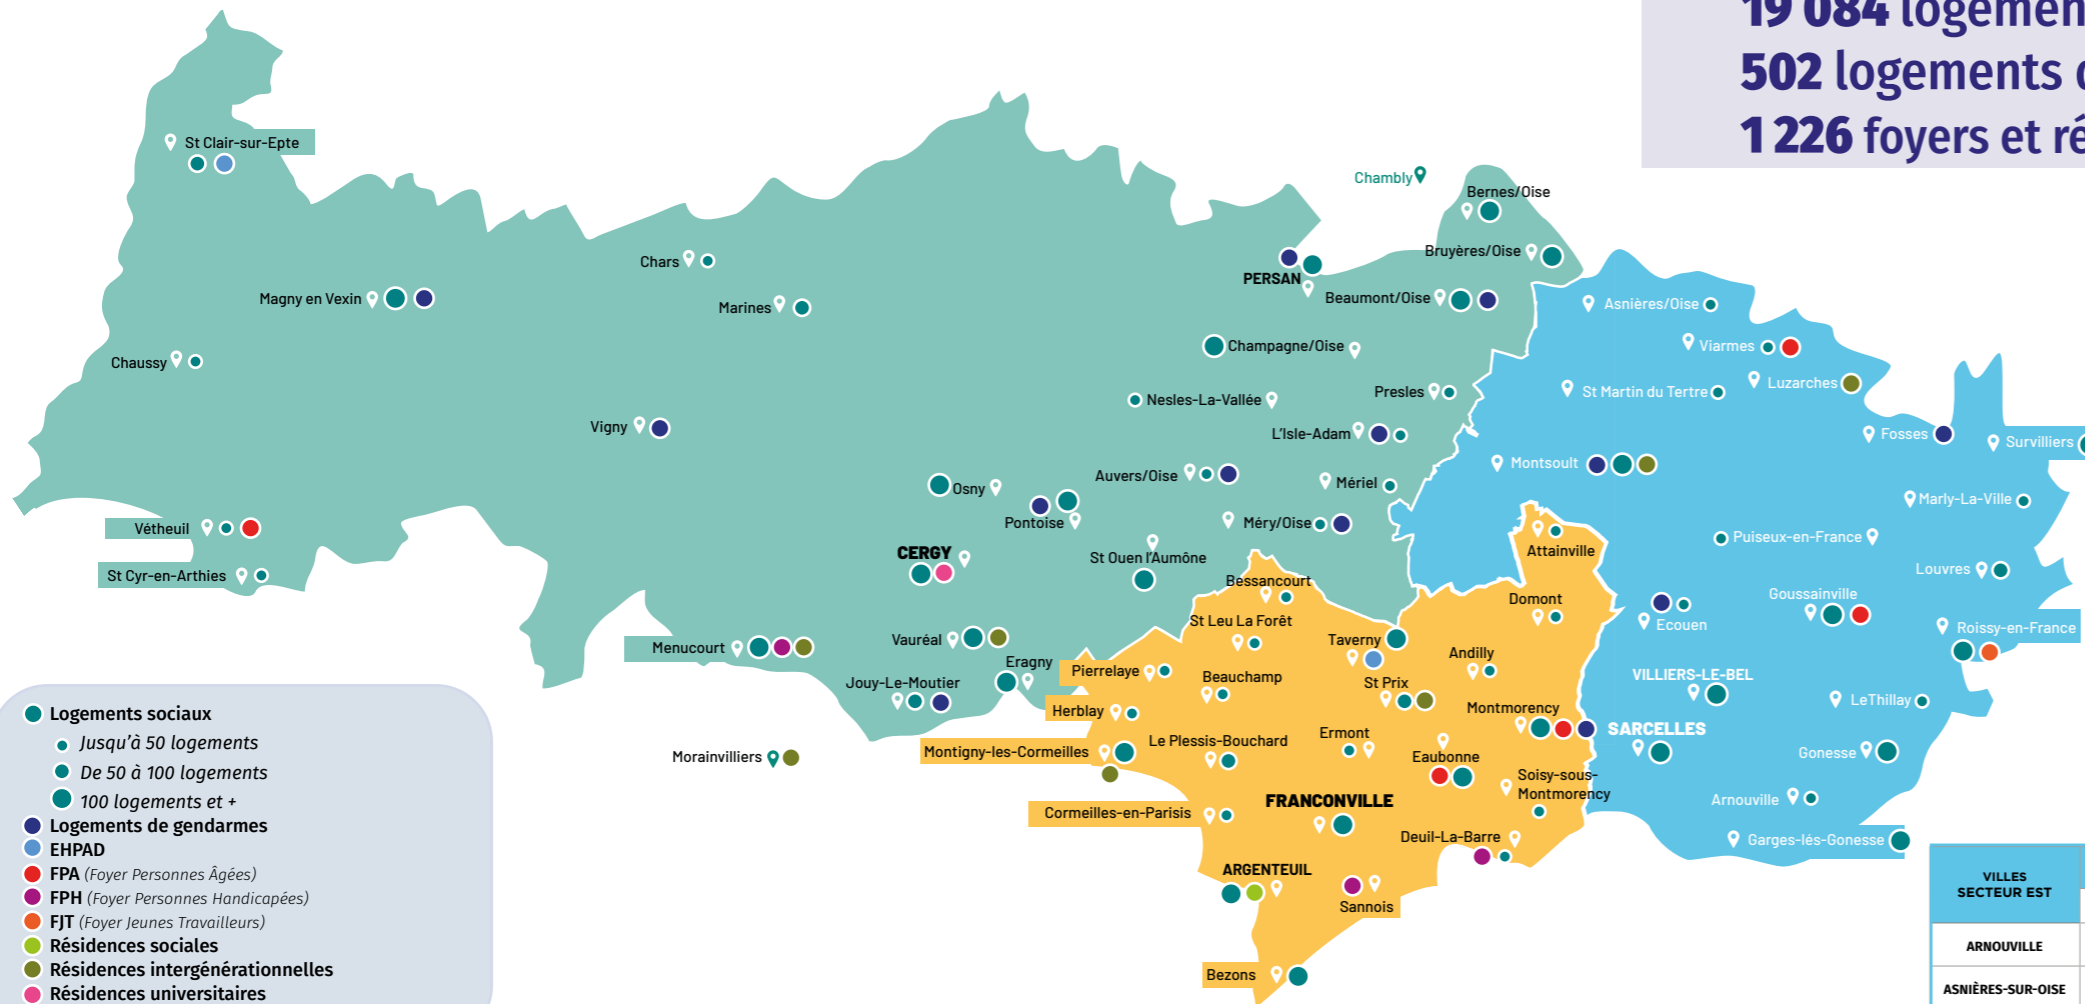 19 084 logemen
502 logements
1 226 foyers et ré
St Clair-sur-Epte
Chambly
Bernes/Oise
Chars
Bruyères/Oise
PERSAN
Magny en Vexin
Marines
Beaumont/Oise
Asnières/Oise
Chaussy
Champagne/Oise
Viarmes
Luzarches
Nesles-La-Vallée
Presles
St Martin du Tertre
Vigny
L'Isle-Adam
Fosses
Survilliers
Auvers/Oise
Montsoult
Osny
Mériel
Marly-La-Ville
Vétheuil
Pontoise
Méry/Oise
Puiseux-en-France
CERGY
St Ouen l'Aumône
Attainville
St Cyr-en-Arthies
Bessancourt
Louvres
Domont
Goussainville
St Leu La Forêt
Ecouen
Roissy-en-France
Menucourt
Vauréal
Taverny
Eragny
Pierrelaye
Andilly
Beauchamp
VILLIERS-LE-BEL
Jouy-Le-Moutier
St Prix
LeThillay
Herblay
Montmorency
SARCELLES
Ermont
Le Plessis-Bouchard
Montigny-les-Cormeilles
Morainvilliers
Eaubonne
Gonesse
Soisy-sous-
Montmorency
FRANCONVILLE
Arnouville
Cormeilles-en-Parisis
Deuil-La-Barre
Garges-lés-Gonesse
ARGENTEUIL
Sannois
Bezons
Logements sociaux
Jusqu'à 50 logements
De 50 à 100 logements
100 logements et +
Logements de gendarmes
EHPAD
FPA (Foyer Personnes Âgées)
FPH (Foyer Personnes Handicapées)
FJT (Foyer Jeunes Travailleurs)
Résidences sociales
Résidences intergénérationnelles
Résidences universitaires
VILLES
SECTEUR EST
ARNOUVILLE
ASNIÈRES-SUR-OISE